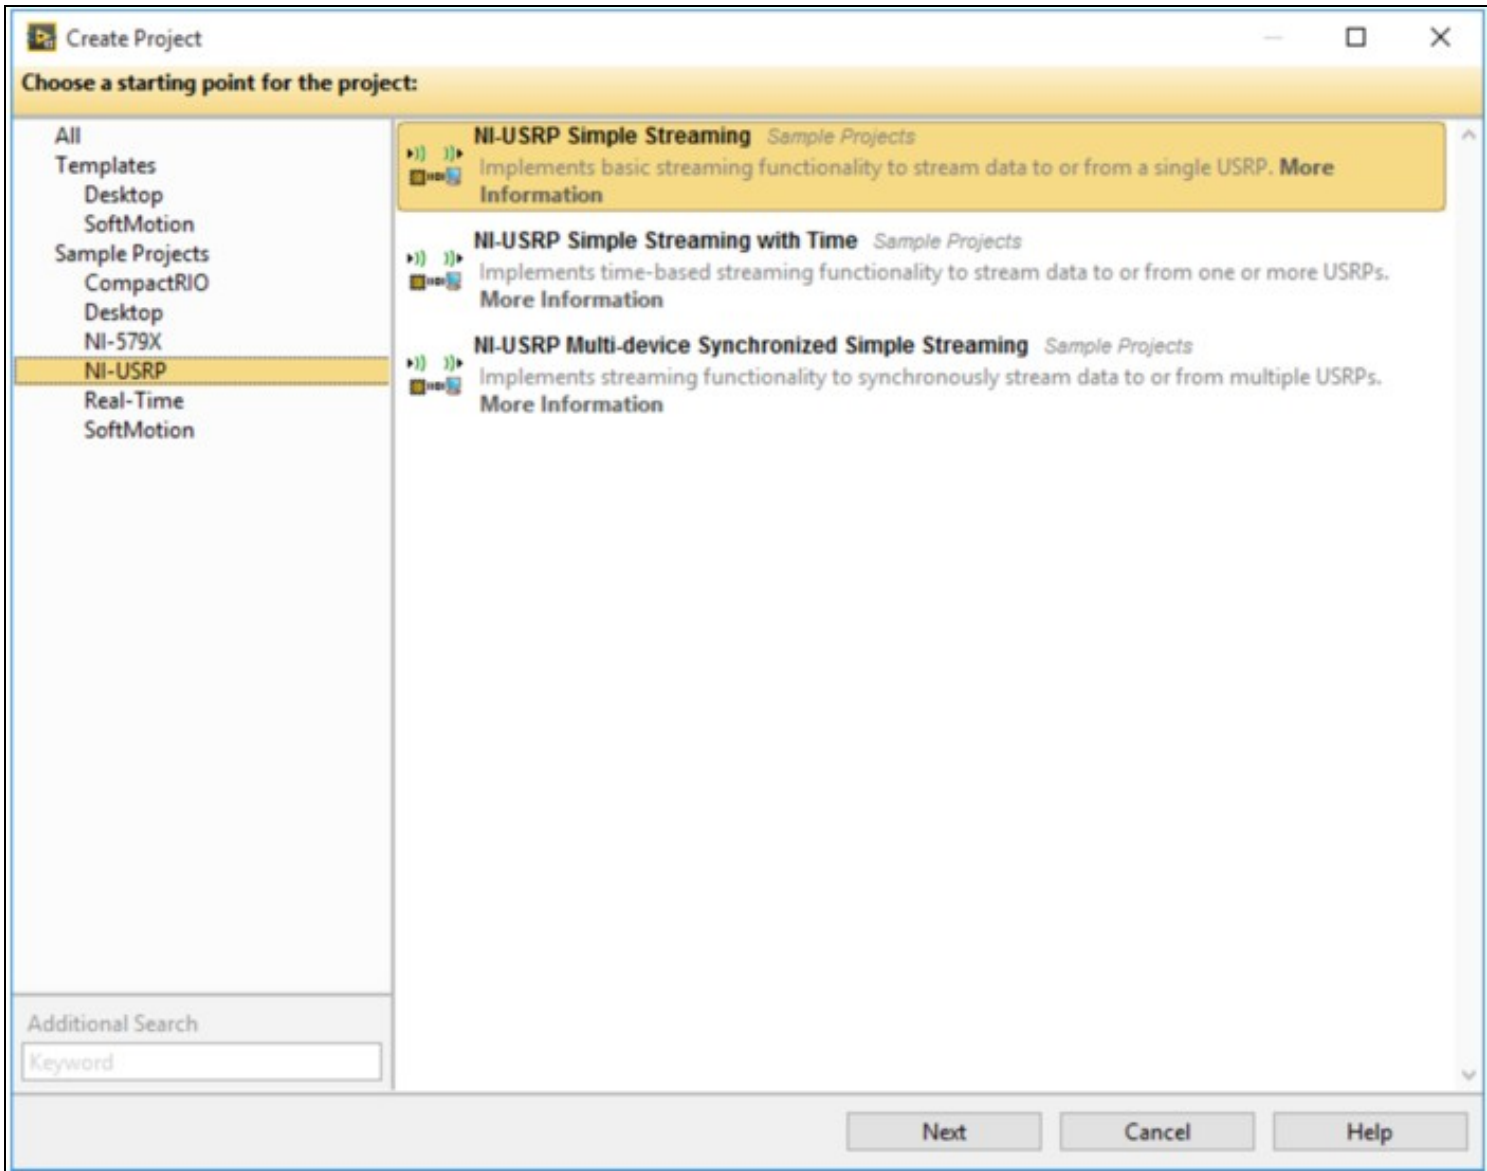 Create Project
Choose a starting point for the project:
All
Templates
Desktop
SoftMotion
Sample Projects
CompactRIO
Desktop
NI-579X
NI-USRP
Real-Time
SoftMotion
NI-USRP Simple Streaming Sample Projects
Implements basic streaming functionality to stream data to or from a single USRP. More
Information
NI-USRP Simple Streaming with Time Sample Projects
Implements time-based streaming functionality to stream data to or from one or more USRPs.
More Information
NI-USRP Multi-device Synchronized Simple Streaming Sample Projects
Implements streaming functionality to synchronously stream data to or from multiple USRPs.
More Information
Additional Search
Keyword
Next
Cancel
Help